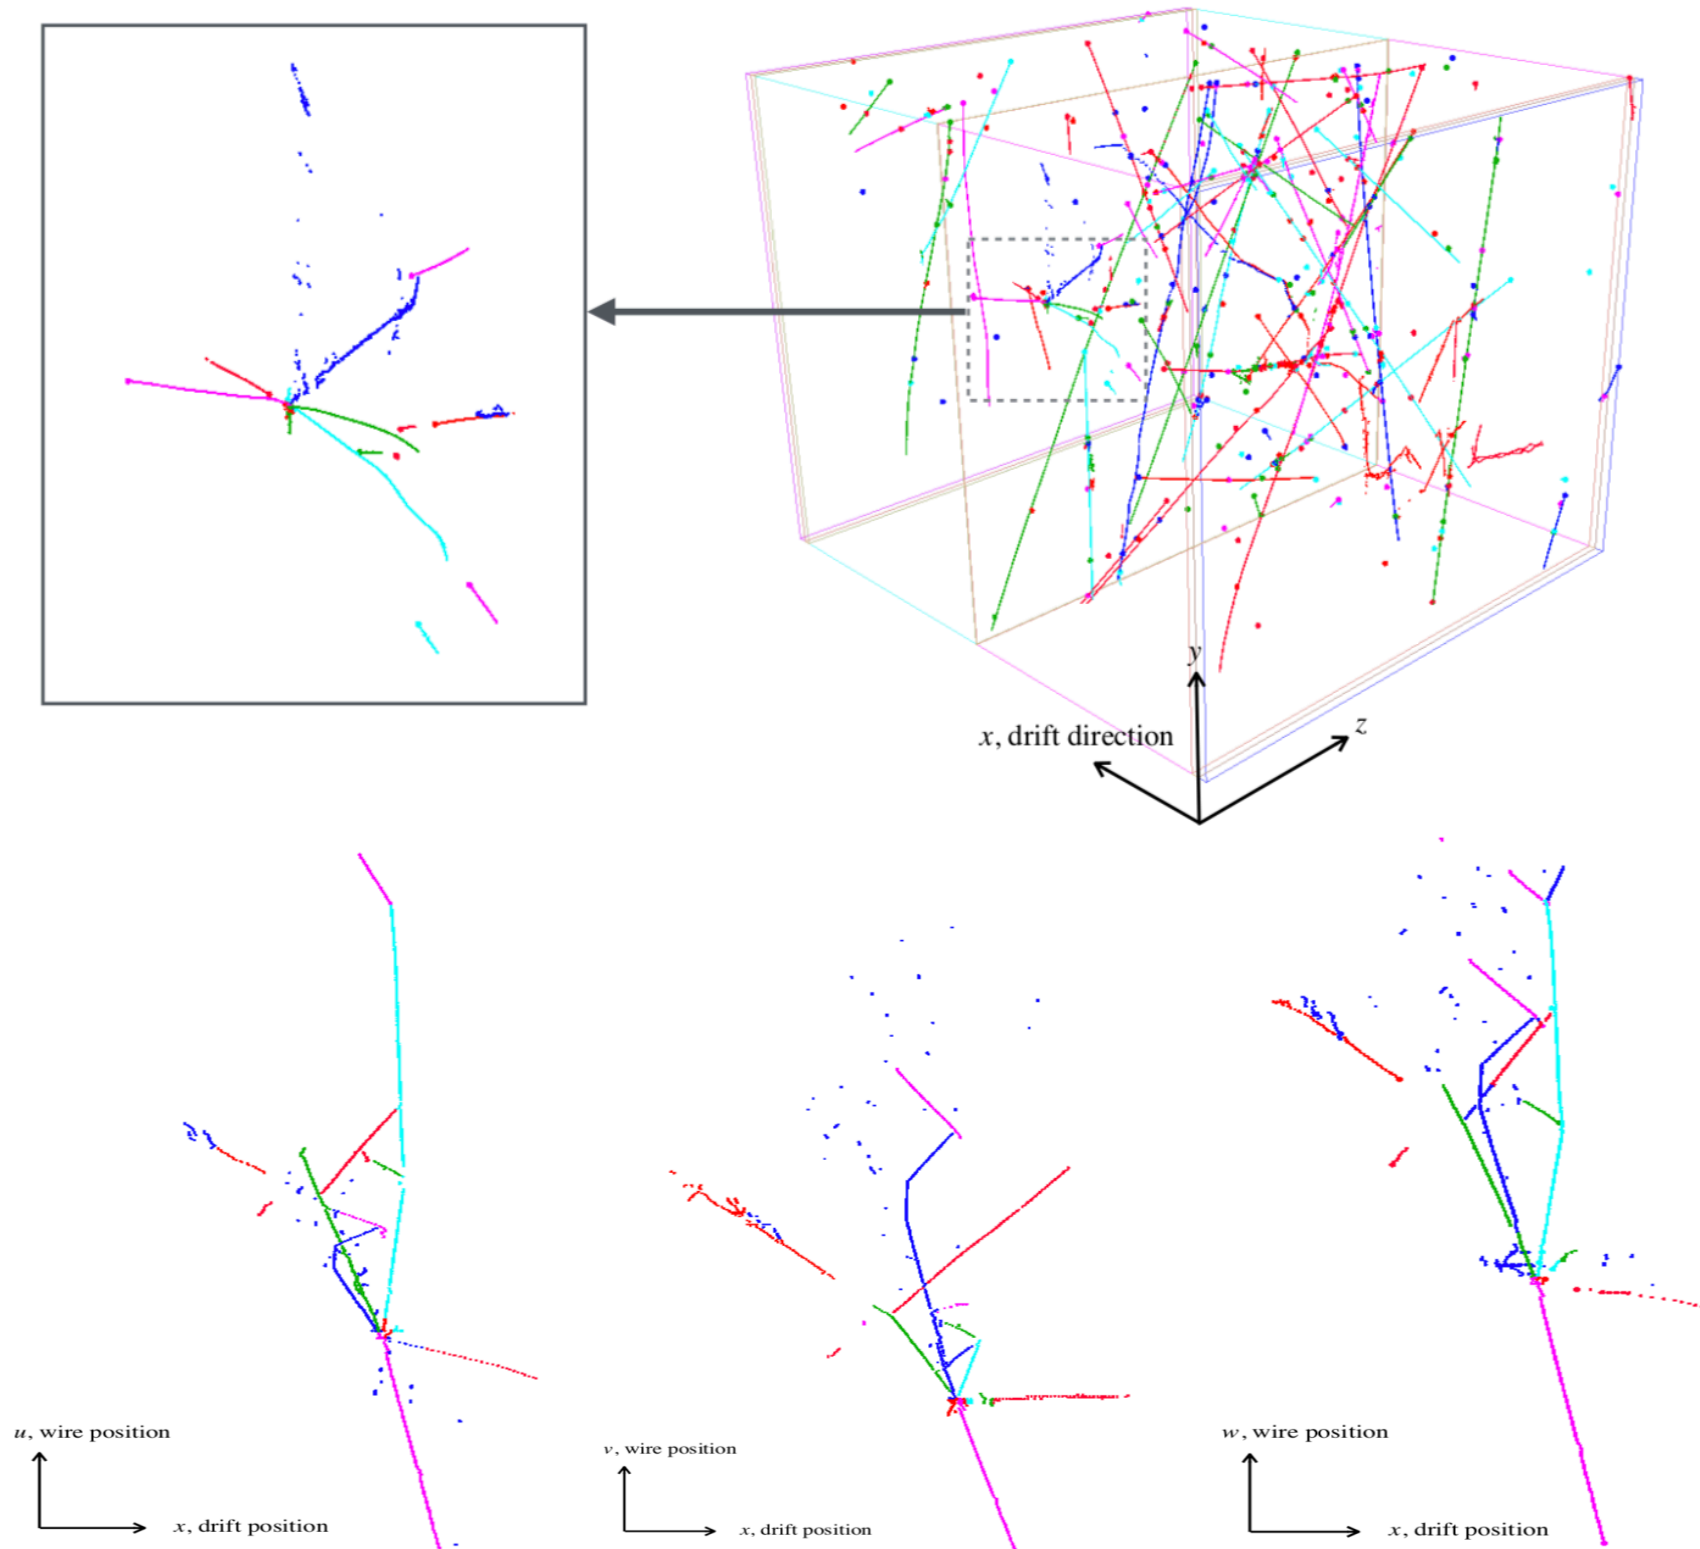 y
z
x, drift direction
u, wire position
x, drift position
v, wire position
x, drift position
w, wire position
x, drift position